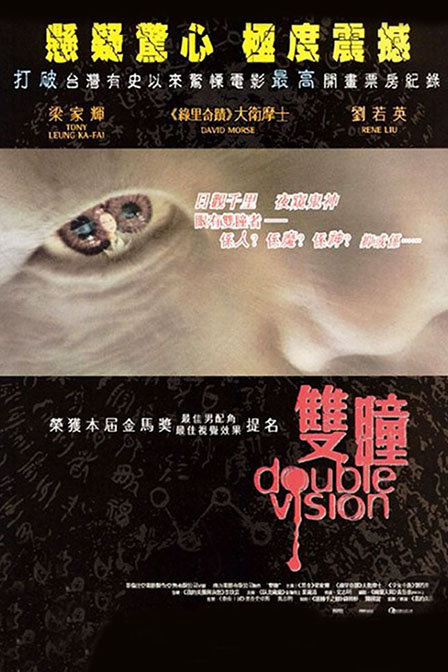 懸疑驚心 極度震撼
打破台灣有史以來驚悚電影最高開畫票房紀錄
梁家輝 《綠里奇蹟》大衛摩士 劉若英
TONY LEUNG KA-FAI DAVID MORSE RENE LIU
日觀千里 夜窺鬼神
眼有雙瞳者──
係人？係魔？係神？抑或係……
榮獲本屆金馬獎 最佳男配角 最佳視覺效果 提名
雙瞳
double
vision